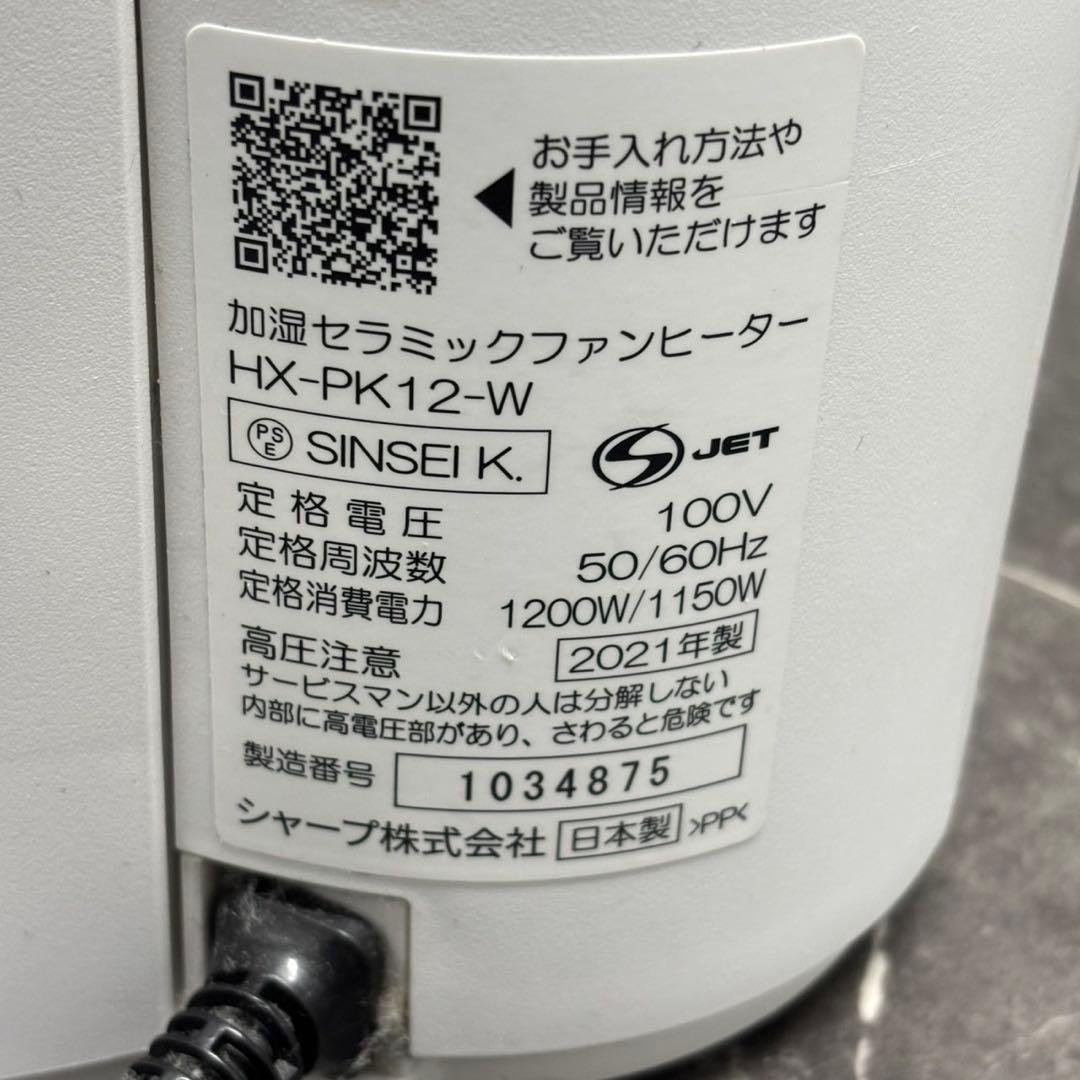 お手入れ方法や
製品情報を
ご覧いただけます
加湿セラミックファンヒーター
HX-PK12-W
PSE SINSEI K.
JET
定格電圧 100V
定格周波数 50/60Hz
定格消費電力 1200W/1150W
高圧注意 2021年製
サービスマン以外の人は分解しない
内部に高電圧部があり、さわると危険です
製造番号 1034875
シャープ株式会社 日本製 >PP<